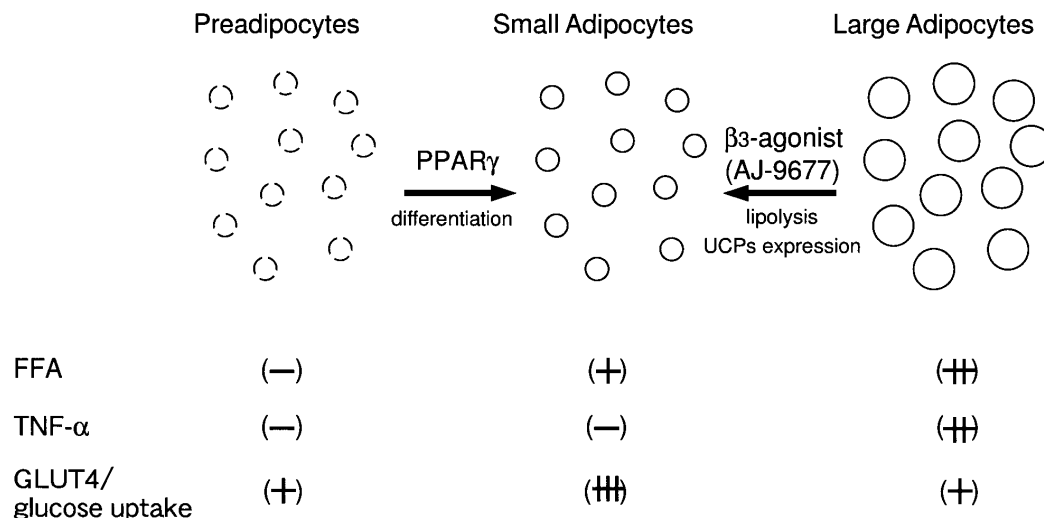 Preadipocytes
Small Adipocytes
Large Adipocytes
PPARγ
differentiation
β3-agonist
(AJ-9677)
lipolysis
UCPs expression
FFA (—) (+) (╫)
TNF-α (—) (—) (╫)
GLUT4/
glucose uptake (+) (卌) (+)